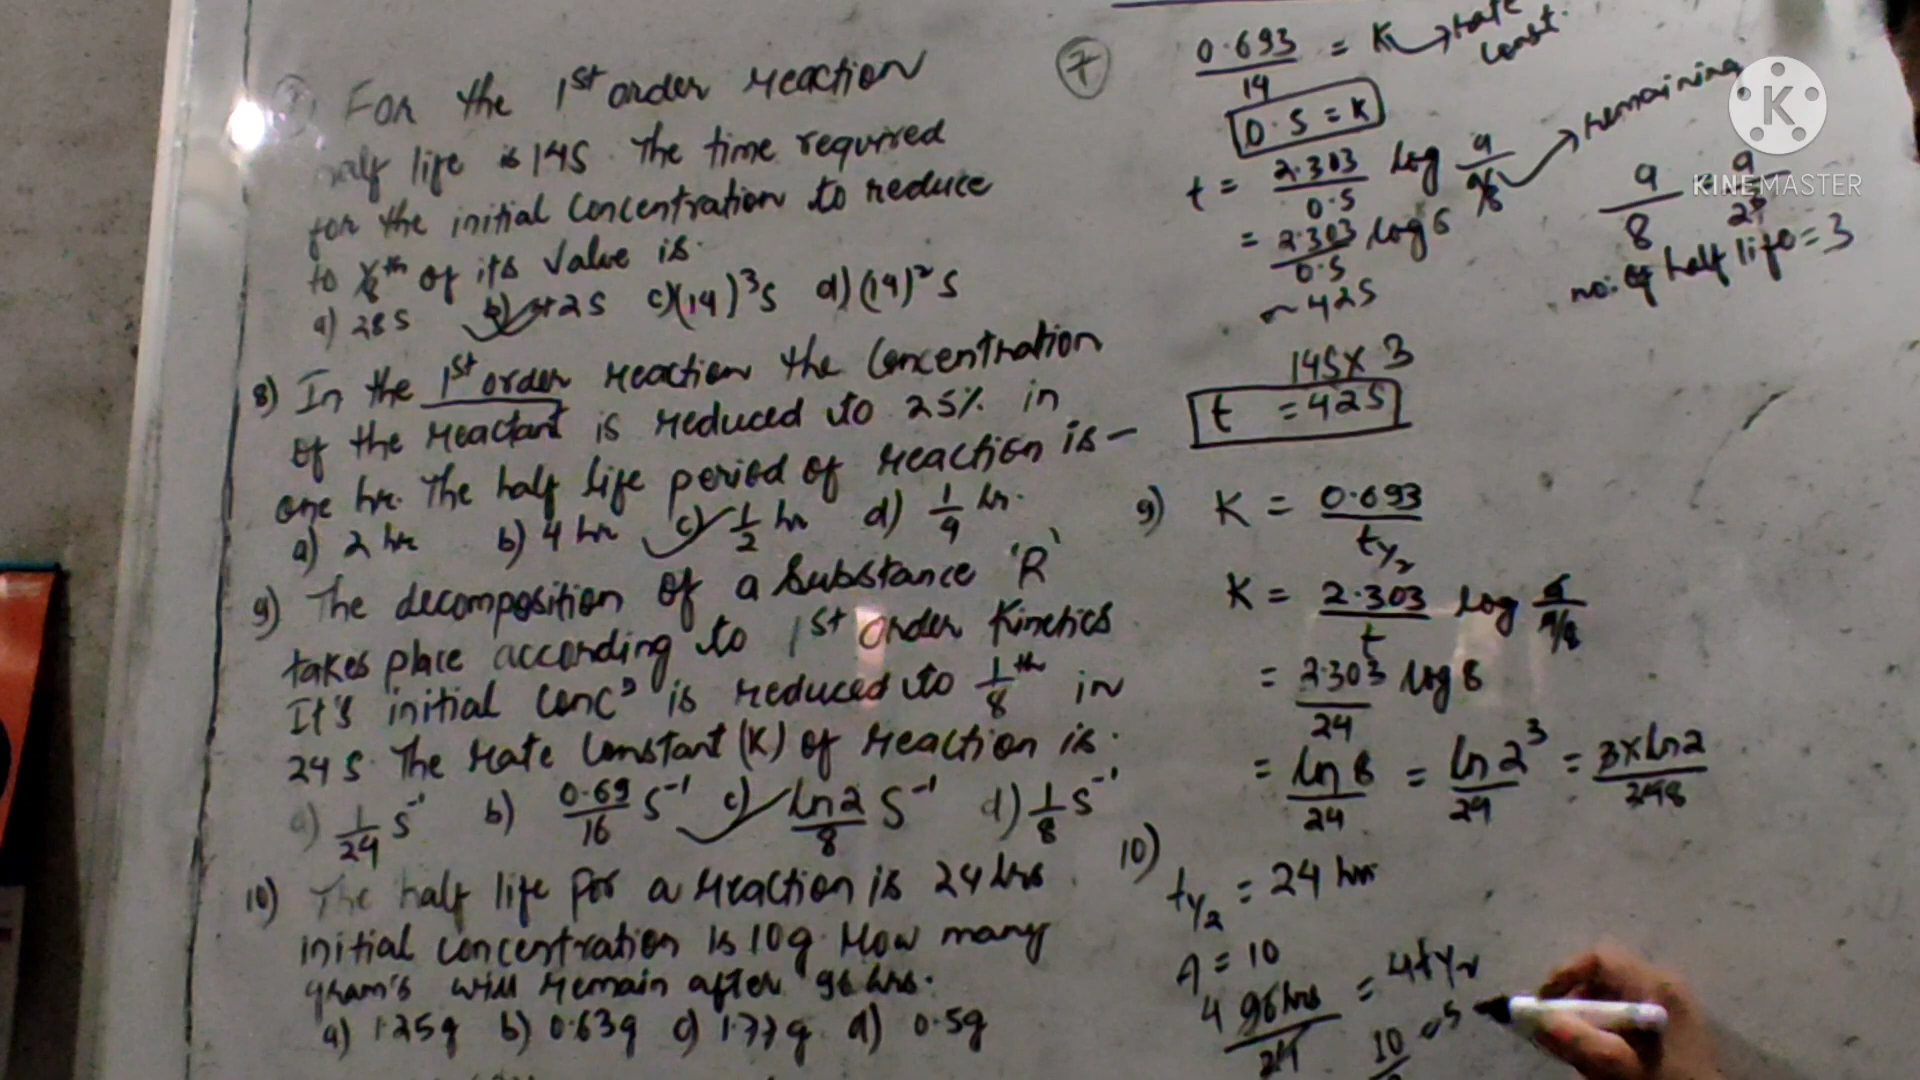 For the 1st order reaction
half life is 14S. The time required
for the initial concentration to reduce
to 1/8th of its value is.
a) 28S b) 42S c) (14)³S d) (14)²S
8) In the 1st order reaction the Concentration
of the reactant is reduced to 25% in
one hr. The half life period of reaction is –
a) 2 hr b) 4 hr c) 1/2 hr d) 1/4 hr.
9) The decomposition of a substance 'R'
takes place according to 1st order Kinetics
It's initial conc² is reduced to 1/8th in
24 S. The rate Constant (K) of reaction is.
a) 1/24 S⁻¹ b) 0.69/16 S⁻¹ c) ln2/8 S⁻¹ d) 1/8 S⁻¹
10) The half life for a reaction is 24 hrs
initial concentration is 10g. How many
gram's will remain after 96 hrs.
a) 1.25g b) 0.63g c) 1.77g d) 0.5g
7
0.693/14 = K → rate
const.
0.5 = K
t = 2.303/0.5 log a/a/8 → remaining
= 2.303/0.5 log 8
~ 42S
14S x 3
t = 42S
a/8 = a/2³
no. of half life = 3
9) K = 0.693/t1/2
K = 2.303/t log a/a/8
= 2.303/24 log 8
= ln 8/24 = ln 2³/24 = 3 x ln 2/248
10)
t1/2 = 24 hr
A = 10
4 96 hrs/24 = 4 t1/2
10
K
KINEMASTER